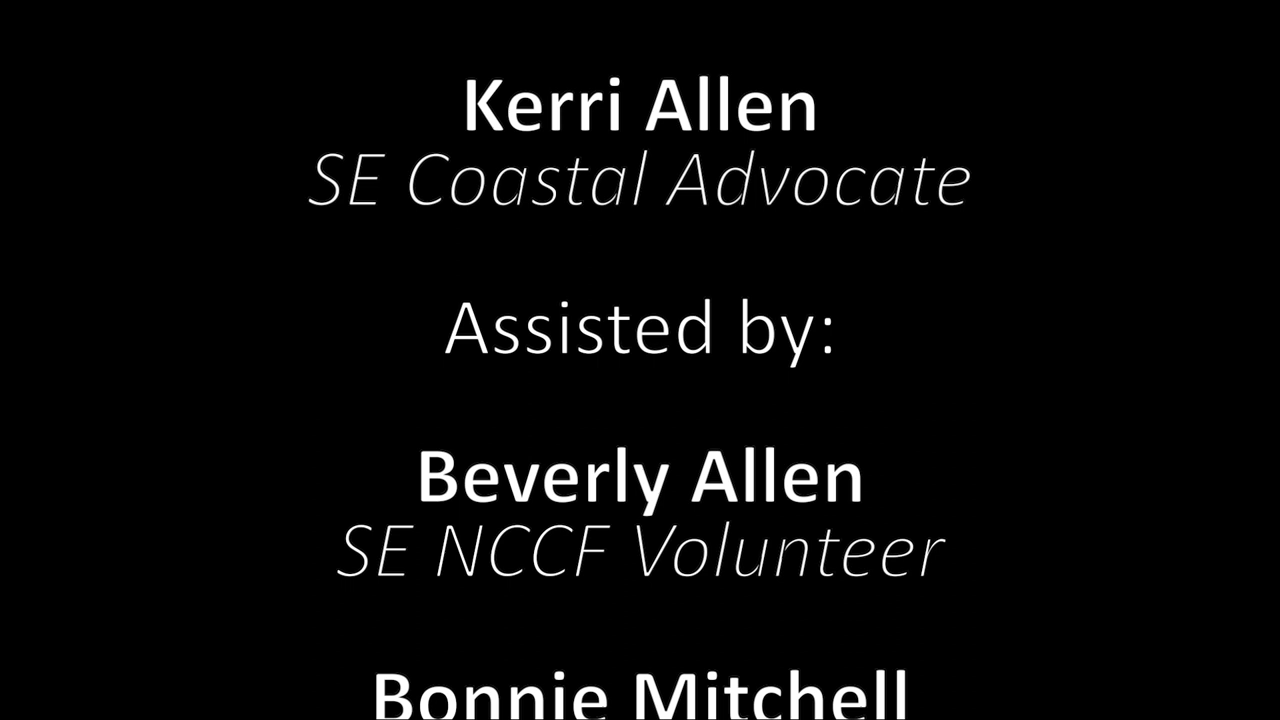 Kerri Allen
SE Coastal Advocate
Assisted by:
Beverly Allen
SE NCCF Volunteer
Bonnie Mitchell